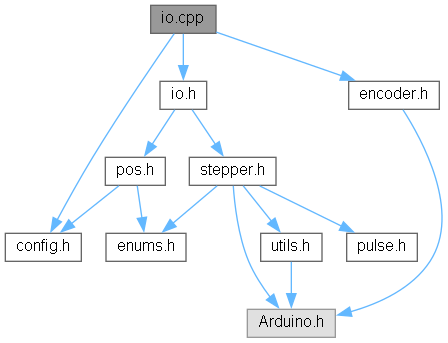 io.cpp
io.h
encoder.h
pos.h
stepper.h
config.h
enums.h
utils.h
pulse.h
Arduino.h